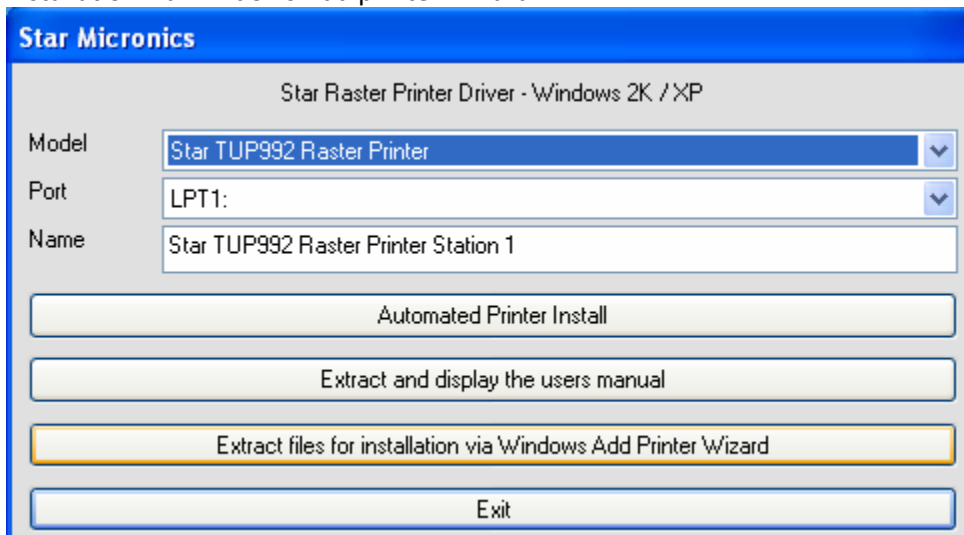 Star Micronics
Star Raster Printer Driver - Windows 2K / XP
Model
Star TUP992 Raster Printer
Port
LPT1:
Name
Star TUP992 Raster Printer Station 1
Automated Printer Install
Extract and display the users manual
Extract files for installation via Windows Add Printer Wizard
Exit